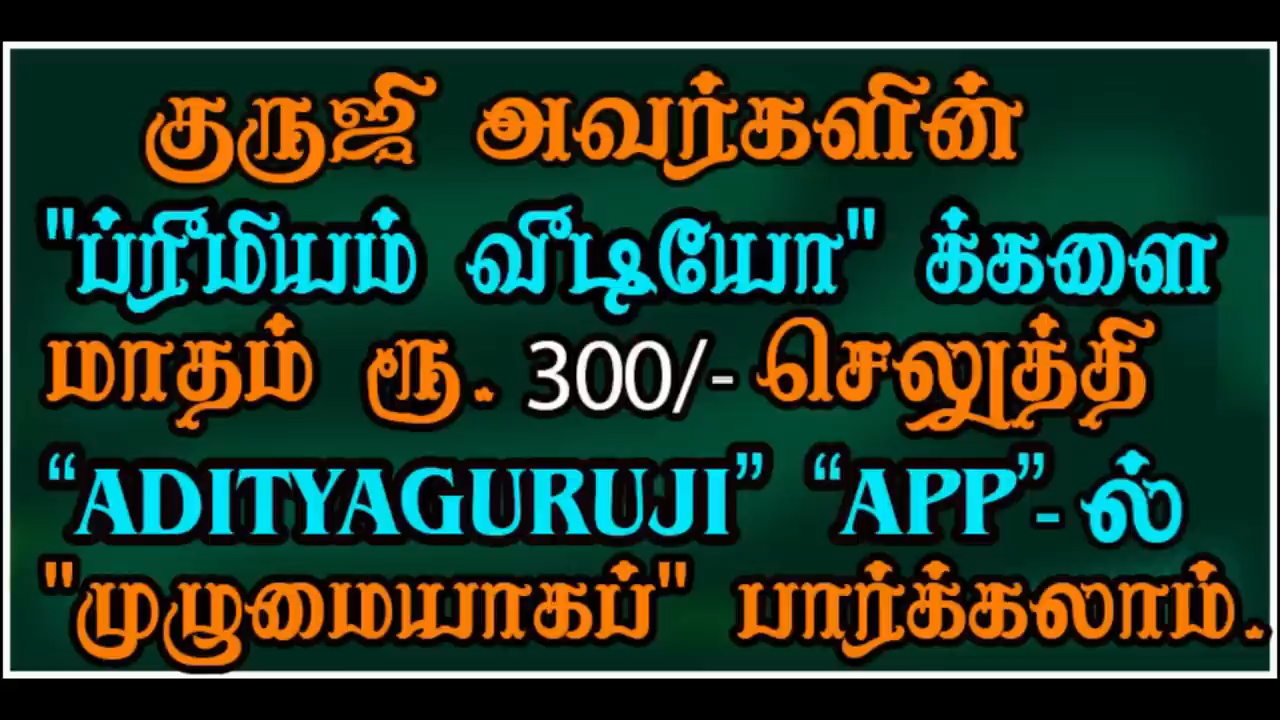 குருஜி அவர்களின்
"ப்ரீமியம் வீடியோ" க்களை
மாதம் ரூ. 300/- செலுத்தி
“ADITYAGURUJI” “APP”- ல்
"முழுமையாகப்" பார்க்கலாம்.